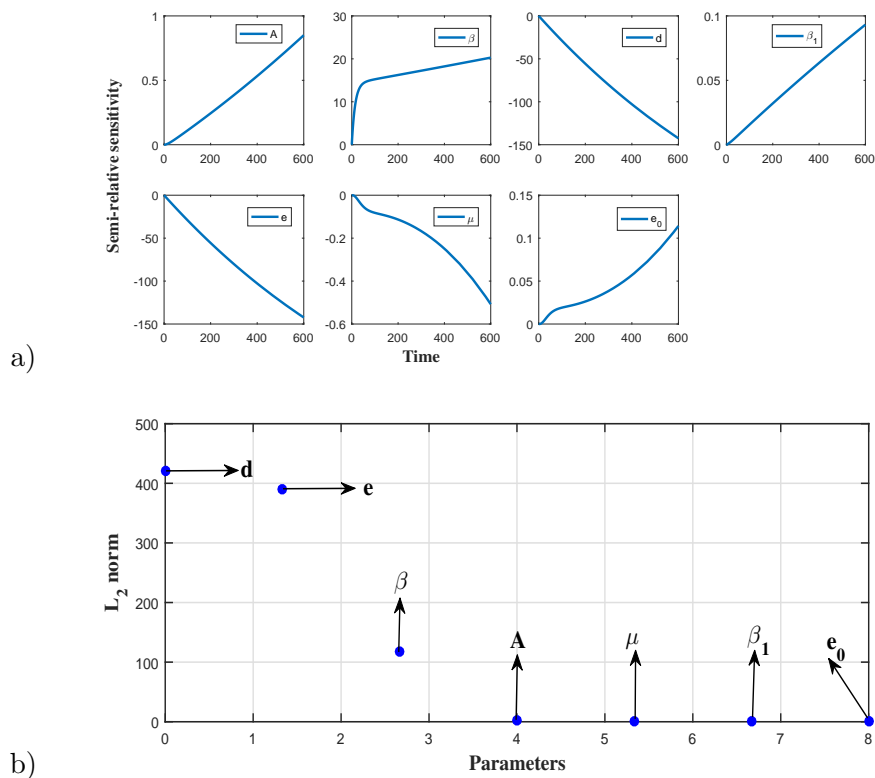 Semi-relative sensitivity
1
0.5
0
0 200 400 600
A
30
20
10
0
0 200 400 600
β
0
-50
-100
-150
0 200 400 600
d
0.1
0.05
0
0 200 400 600
β₁
0
-50
-100
-150
0 200 400 600
e
0
-0.2
-0.4
-0.6
0 200 400 600
μ
0.15
0.1
0.05
0
0 200 400 600
e₀
Time
a)
500
400
300
200
100
0
L₂ norm
d
e
β
A
μ
β₁
e₀
0 1 2 3 4 5 6 7 8
Parameters
b)